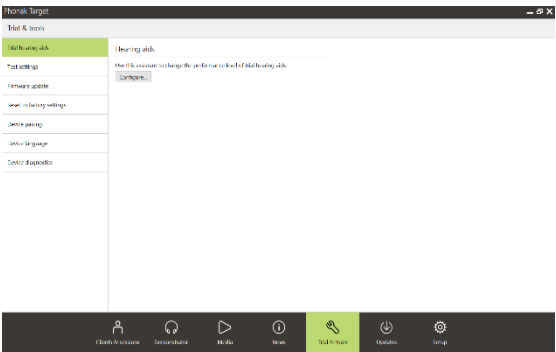 Phonak Target
Trial & tools
Trial hearing aids
Test settings
Firmware update
Reset to factory settings
Device pairing
Device language
Device diagnostics
Hearing aids
Use this assistant to change the performance level of trial hearing aids.
Configure...
Clients & sessions
Demonstrator
Media
News
Trial & tools
Updates
Setup